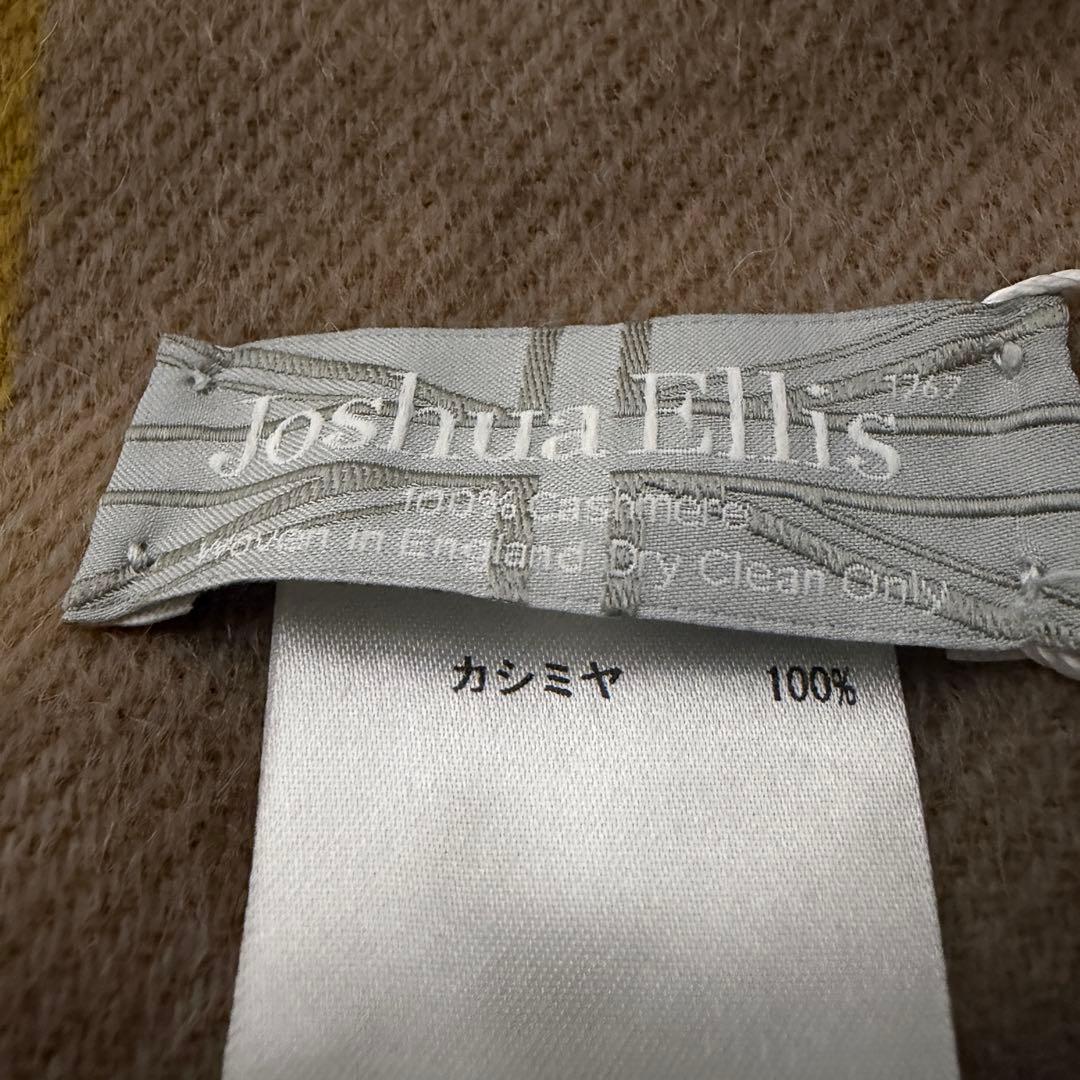 Joshua Ellis 1767
100% Cashmere
Woven in England Dry Clean Only
カシミヤ 100%